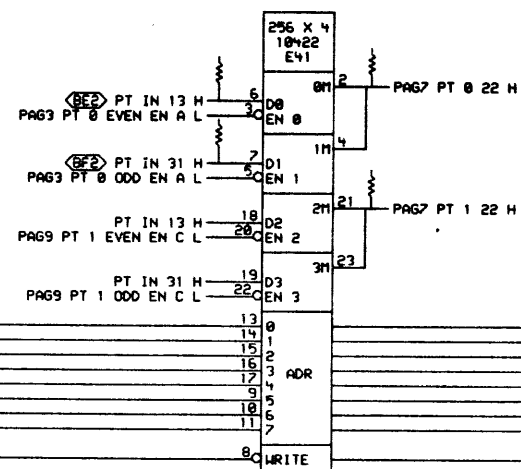 256 X 4
10422
E41
0M 2 PAG7 PT 0 22 H
BE2 PT IN 13 H 6 D0
PAG3 PT 0 EVEN EN A L 3 EN 0
1M 4
BF2 PT IN 31 H 7 D1
PAG3 PT 0 ODD EN A L 5 EN 1
2M 21 PAG7 PT 1 22 H
PT IN 13 H 18 D2
PAG9 PT 1 EVEN EN C L 20 EN 2
3M 23
PT IN 31 H 19 D3
PAG9 PT 1 ODD EN C L 22 EN 3
13 0
14 1
15 2
16 3 ADR
17 4
9 5
10 6
11 7
8 WRITE